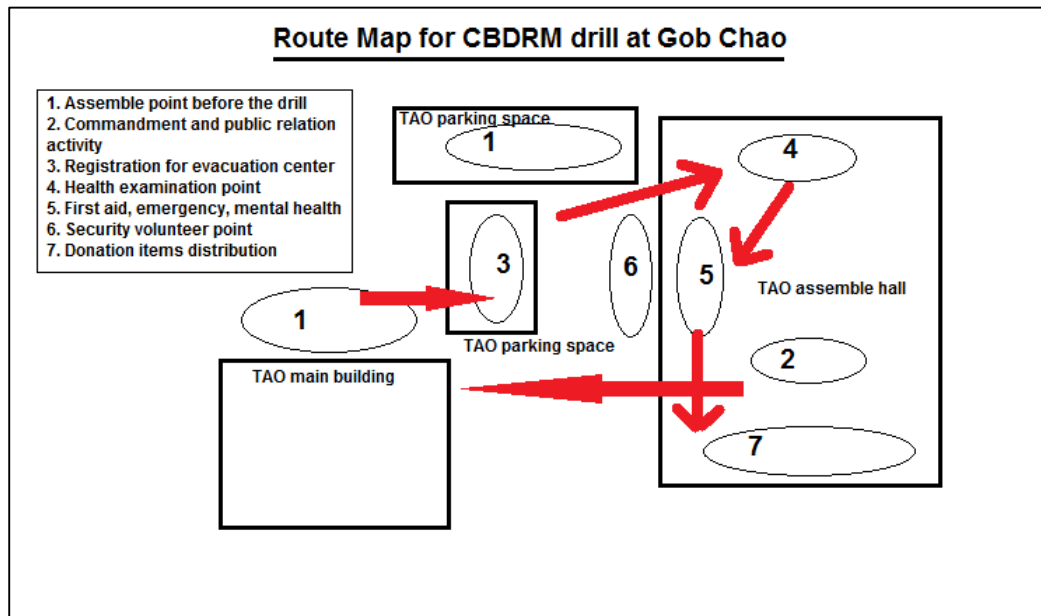 Route Map for CBDRM drill at Gob Chao
1. Assemble point before the drill
2. Commandment and public relation
activity
3. Registration for evacuation center
4. Health examination point
5. First aid, emergency, mental health
6. Security volunteer point
7. Donation items distribution
TAO parking space
1
4
3
6
5
TAO assemble hall
1
TAO parking space
2
TAO main building
7